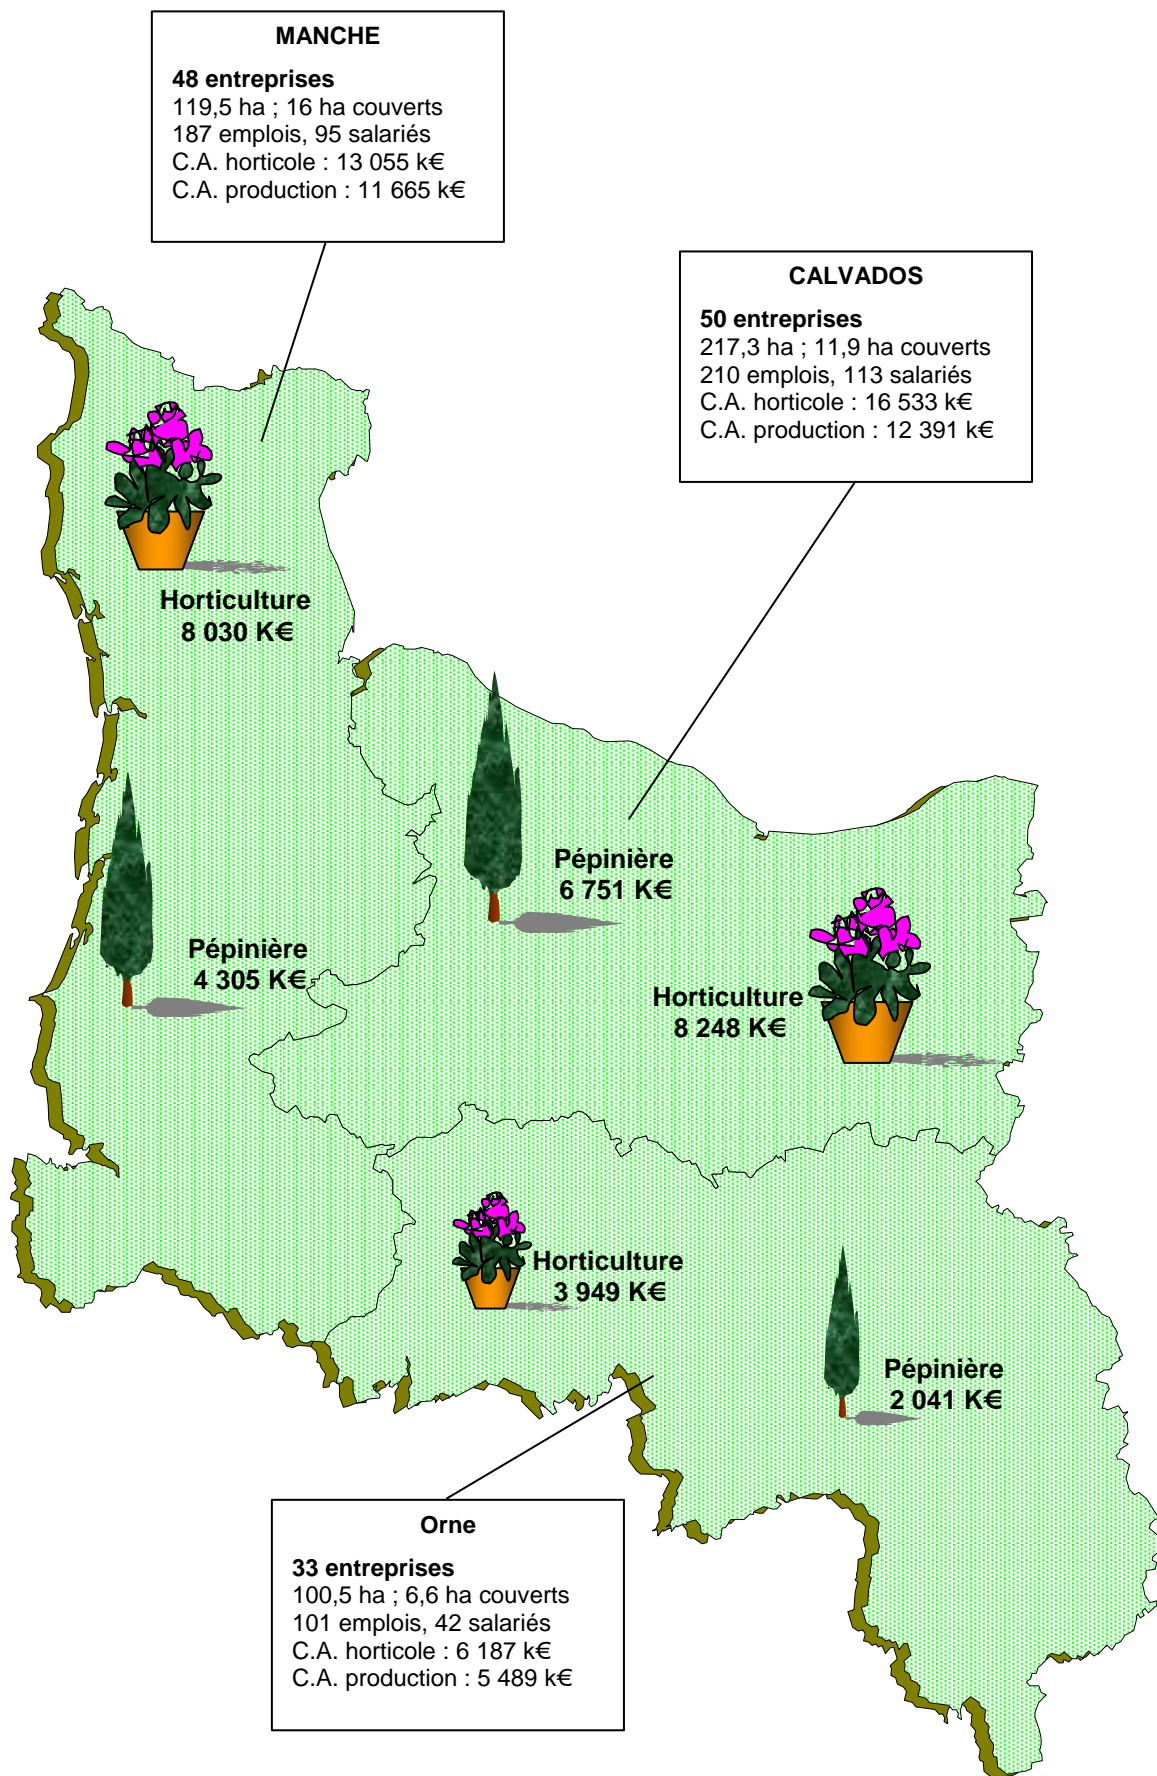 MANCHE
48 entreprises
119,5 ha ; 16 ha couverts
187 emplois, 95 salariés
C.A. horticole : 13 055 k€
C.A. production : 11 665 k€
CALVADOS
50 entreprises
217,3 ha ; 11,9 ha couverts
210 emplois, 113 salariés
C.A. horticole : 16 533 k€
C.A. production : 12 391 k€
Horticulture
8 030 K€
Pépinière
6 751 K€
Pépinière
4 305 K€
Horticulture
8 248 K€
Horticulture
3 949 K€
Pépinière
2 041 K€
Orne
33 entreprises
100,5 ha ; 6,6 ha couverts
101 emplois, 42 salariés
C.A. horticole : 6 187 k€
C.A. production : 5 489 k€